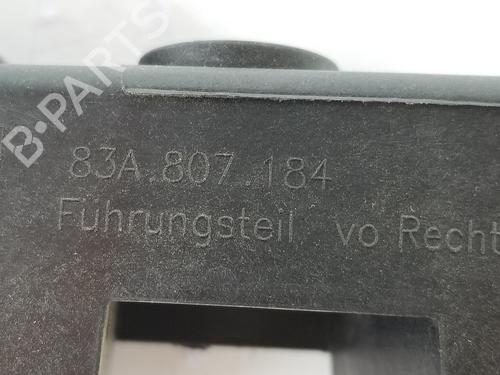 B-PARTS
83A.807.184
Führungsteil vo Recht